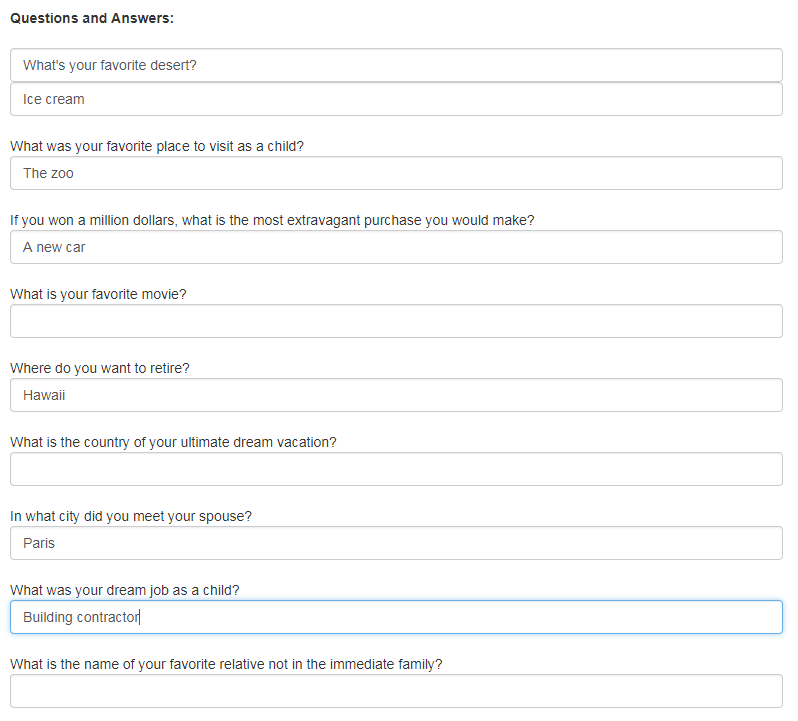 Questions and Answers:
What's your favorite desert?
Ice cream
What was your favorite place to visit as a child?
The zoo
If you won a million dollars, what is the most extravagant purchase you would make?
A new car
What is your favorite movie?
Where do you want to retire?
Hawaii
What is the country of your ultimate dream vacation?
In what city did you meet your spouse?
Paris
What was your dream job as a child?
Building contractor
What is the name of your favorite relative not in the immediate family?